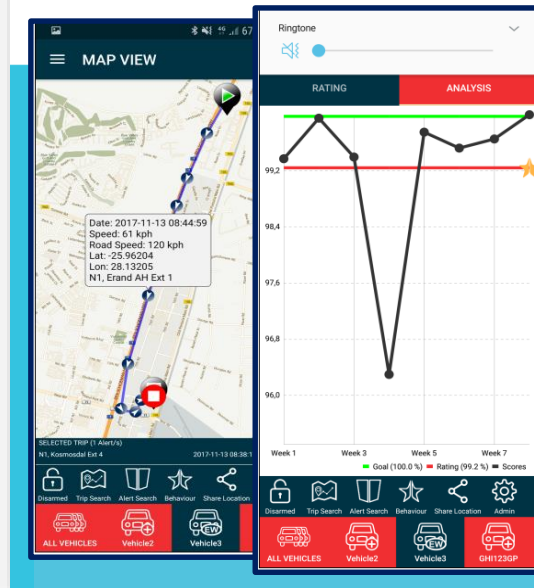 67
MAP VIEW
Date: 2017-11-13 08:44:59
Speed: 61 kph
Road Speed: 120 kph
Lat: -25.96204
Lon: 28.13205
N1, Erand AH Ext 1
SELECTED TRIP (1 Alert/s)
N1, Kosmosdal Ext 4 2017-11-13 08:38:1
Disarmed Trip Search Alert Search Behaviour Share Location
EW
ALL VEHICLES Vehicle2 Vehicle3
Ringtone
RATING ANALYSIS
99,2
98,4
97,6
96,8
96,0
Week 1 Week 3 Week 5 Week 7
Goal (100.0 %) Rating (99.2 %) Scores
Disarmed Trip Search Alert Search Behaviour Share Location Admin
EW
ALL VEHICLES Vehicle2 Vehicle3 GHI123GP